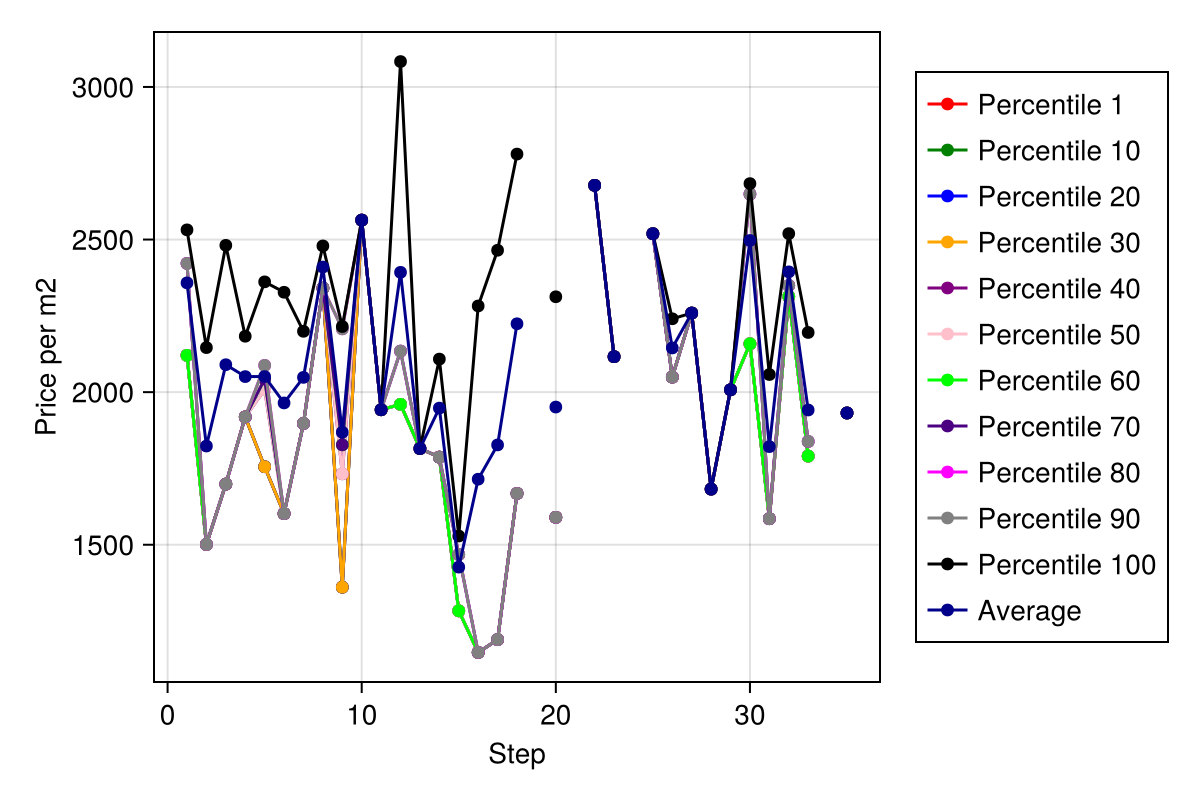 3000
2500
2000
1500
Price per m2
0 10 20 30
Step
Percentile 1
Percentile 10
Percentile 20
Percentile 30
Percentile 40
Percentile 50
Percentile 60
Percentile 70
Percentile 80
Percentile 90
Percentile 100
Average